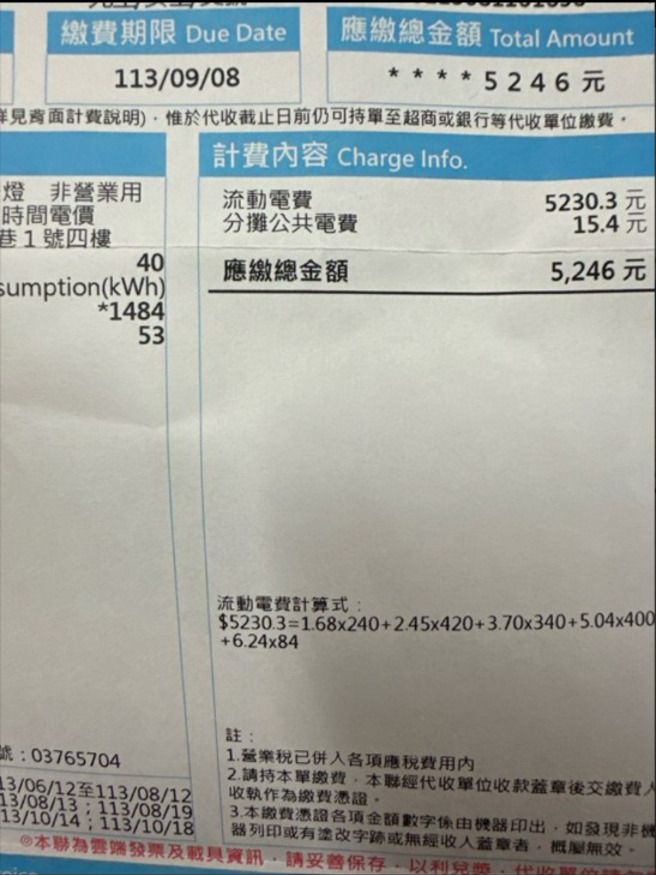 繳費期限 Due Date
應繳總金額 Total Amount
113/09/08
****5246元
見背面計費說明)，惟於代收截止日前仍可持單至超商或銀行等代收單位繳費。
計費內容 Charge Info.
燈 非營業用
時間電價
巷1號四樓
40
sumption(kWh)
*1484
53
流動電費 5230.3 元
分攤公共電費 15.4 元
應繳總金額 5,246 元
流動電費計算式：
$5230.3=1.68x240+2.45x420+3.70x340+5.04x400
+6.24x84
號：03765704
13/06/12至113/08/12
13/08/13；113/08/19
13/10/14；113/10/18
註：
1.營業稅已併入各項應稅費用內
2.請持本單繳費，本聯經代收單位收款蓋章後交繳費人
收執作為繳費憑證。
3.本繳費憑證各項金額數字係由機器印出，如發現非機
器列印或有塗改字跡或無經收人蓋章者，概屬無效。
◎本聯為雲端發票及載具資訊，請妥善保存，以利兌獎，代收單位請